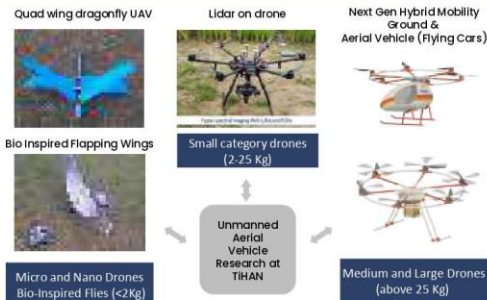 Quad wing dragonfly UAV
Lidar on drone
Next Gen Hybrid Mobility
Ground &
Aerial Vehicle (Flying Cars)
Bio Inspired Flapping Wings
Small category drones
(2-25 Kg)
Unmanned
Aerial
Vehicle
Research at
TiHAN
Micro and Nano Drones
Bio-Inspired Flies (<2Kg)
Medium and Large Drones
(above 25 Kg)